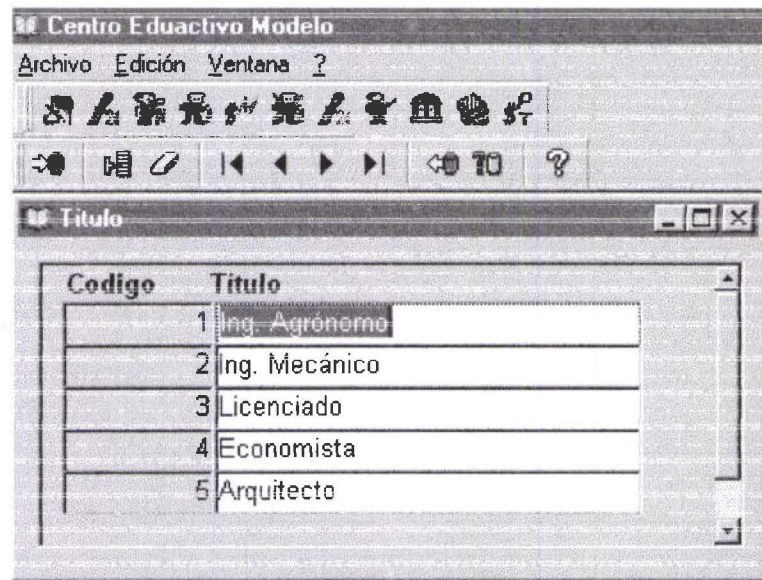 Centro Eduactivo Modelo
Archivo Edición Ventana ?
Titulo
Codigo Título
1 Ing. Agrónomo
2 Ing. Mecánico
3 Licenciado
4 Economista
5 Arquitecto